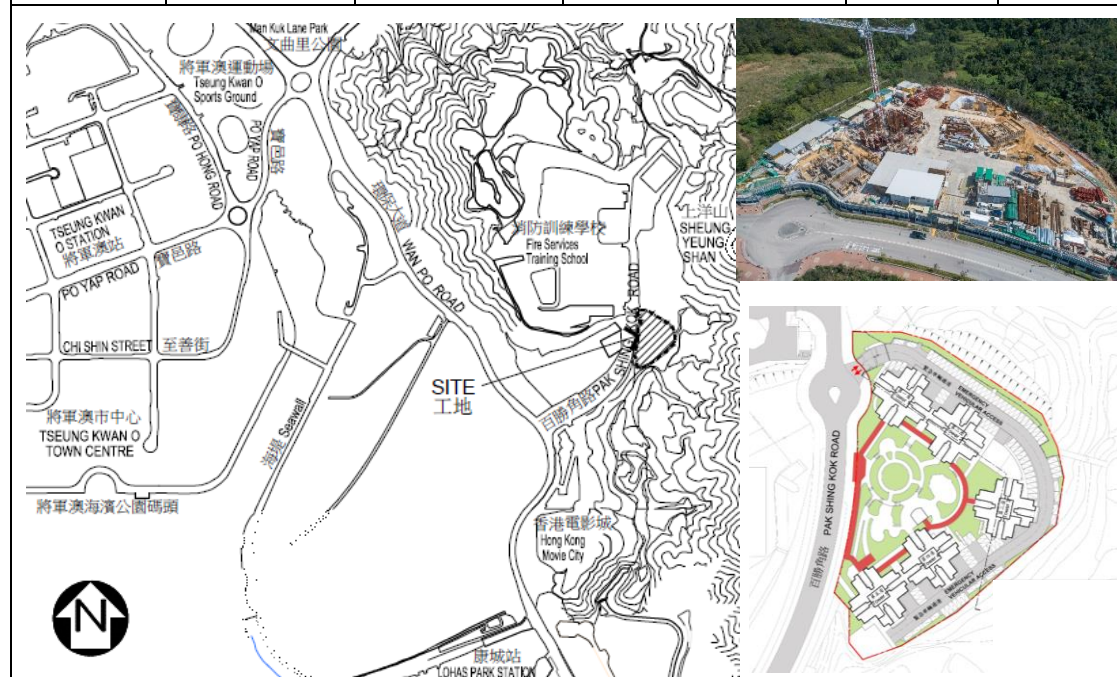 Man Kuk Lane Park
文曲里公園
將軍澳運動場
Tseung Kwan O
Sports Ground
寶康路 PO HONG ROAD
PO YAP ROAD
寶邑路
TSEUNG KWAN
O STATION
將軍澳站
PO YAP ROAD
寶邑路
CHI SHIN STREET 至善街
將軍澳市中心
TSEUNG KWAN O
TOWN CENTRE
將軍澳海濱公園碼頭
海堤 Seawall
環保大道
WAN PO ROAD
消防訓練學校
Fire Services
Training School
上洋山
SHEUNG
YEUNG
SHAN
百勝角路 PAK SHING KOK ROAD
SITE
工地
香港電影城
Hong Kong
Movie City
康城站
LOHAS PARK STATION
N
百勝角路 PAK SHING KOK ROAD
EMERGENCY
VEHICULAR ACCESS
EMERGENCY
VEHICULAR ACCESS